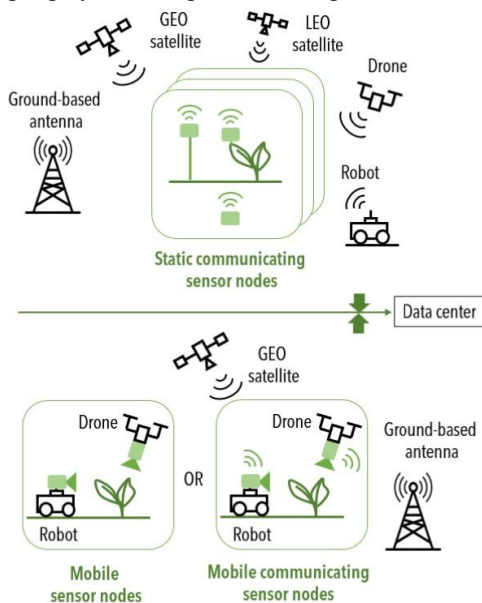 GEO
satellite
LEO
satellite
Drone
Ground-based
antenna
Robot
Static communicating
sensor nodes
Data center
GEO
satellite
Drone
Robot
OR
Drone
Robot
Ground-based
antenna
Mobile
sensor nodes
Mobile communicating
sensor nodes